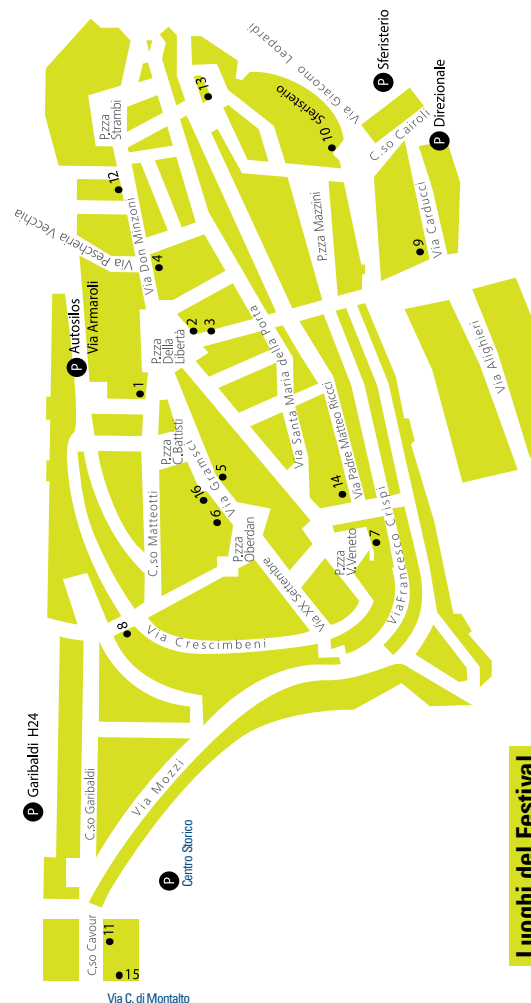 Via Giacomo Leopardi
P Sferisterio
P Direzionale
C.so Cairoli
13
10 Sferisterio
P.zza
Strambi
12
Via Pescheria Vecchia
Via Don Minzoni
4
P.zza Mazzini
9
Via Carducci
P Autosilos
Via Armaroli
2
3
P.zza
Della
Libertà
1
Via Santa Maria della Porta
Via Alighieri
P.zza
C.Battisti
Via Gramsci
5
16
6
Via Padre Matteo Ricci
14
C.so Matteotti
P.zza
Oberdan
P.zza
V.Veneto
7
Via Francesco Crispi
Via XX Settembre
8
Via Crescimbeni
P Garibaldi H24
C.so Garibaldi
Via Mozzi
P
Centro Storico
C.so Cavour
11
15
Via C. di Montalto
Luoghi del Festival